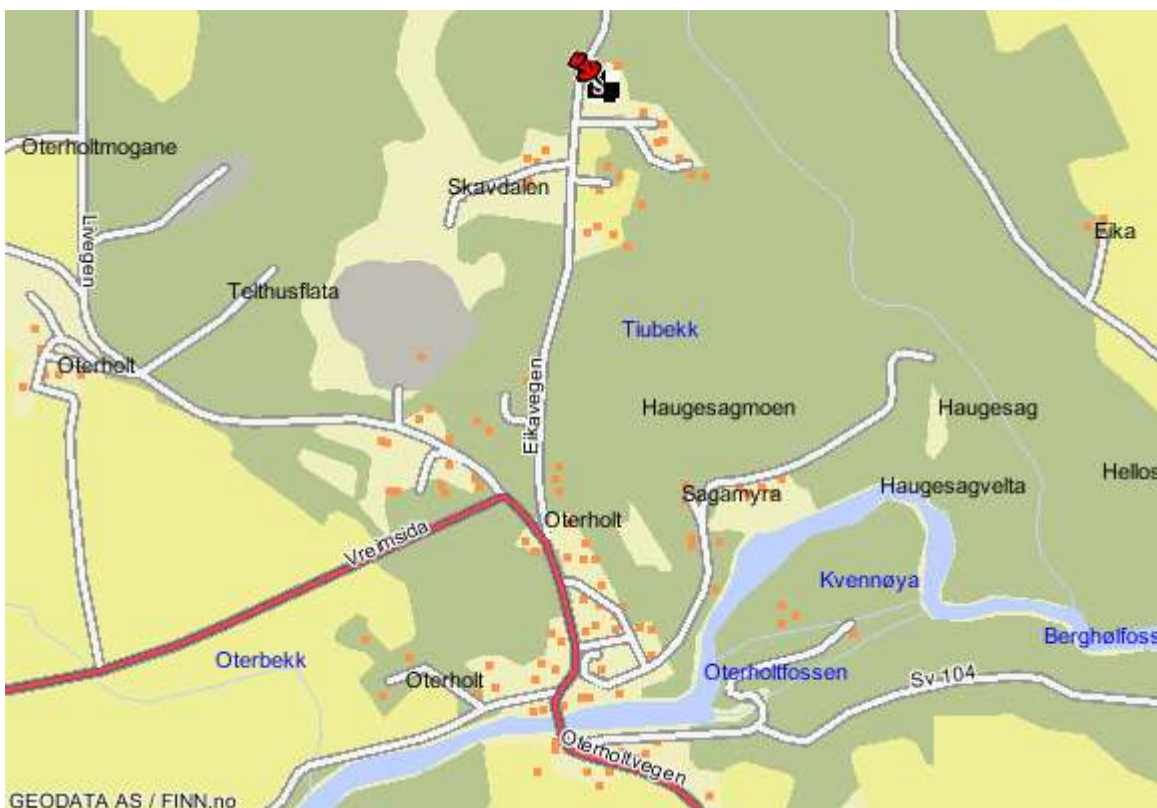 Oterholtmogane
Skavdalen
Livegen
Eika
Telthusflata
Tiubekk
Oterholt
Eikavegen
Haugesagmoen
Haugesag
Hellos
Sagamyra
Haugesagvelta
Oterholt
Vreimsida
Kvennøya
Berghølfoss
Oterbekk
Oterholt
Oterholtfossen
Sv 104
Oterholtvegen
GEODATA AS / FINN.no